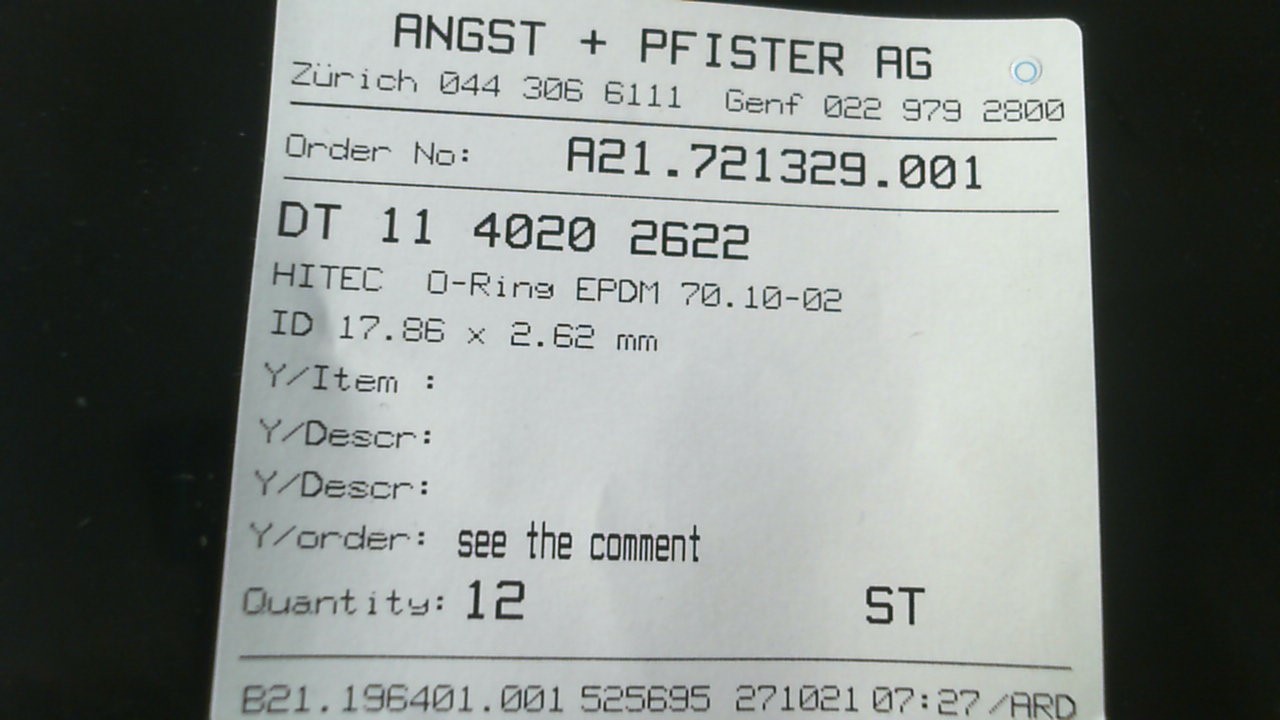 ANGST + PFISTER AG
Zürich 044 306 6111 Genf 022 979 2800
Order No: A21.721329.001
DT 11 4020 2622
HITEC O-Ring EPDM 70.10-02
ID 17.86 x 2.62 mm
Y/Item :
Y/Descr:
Y/Descr:
Y/order: see the comment
Quantity: 12 ST
B21.196401.001 525695 271021 07:27 /ARD